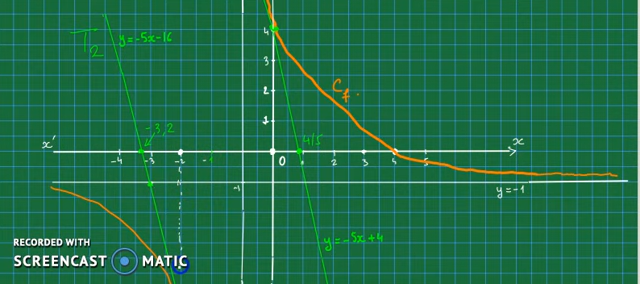 T2
y=-5x-16
4
3
2
1
Cf
-3,2
4/5
x'
x
-4 -3 -2 -1 0 1 2 3 4 5
-1
y=-1
y=-5x+4
RECORDED WITH
SCREENCAST MATIC